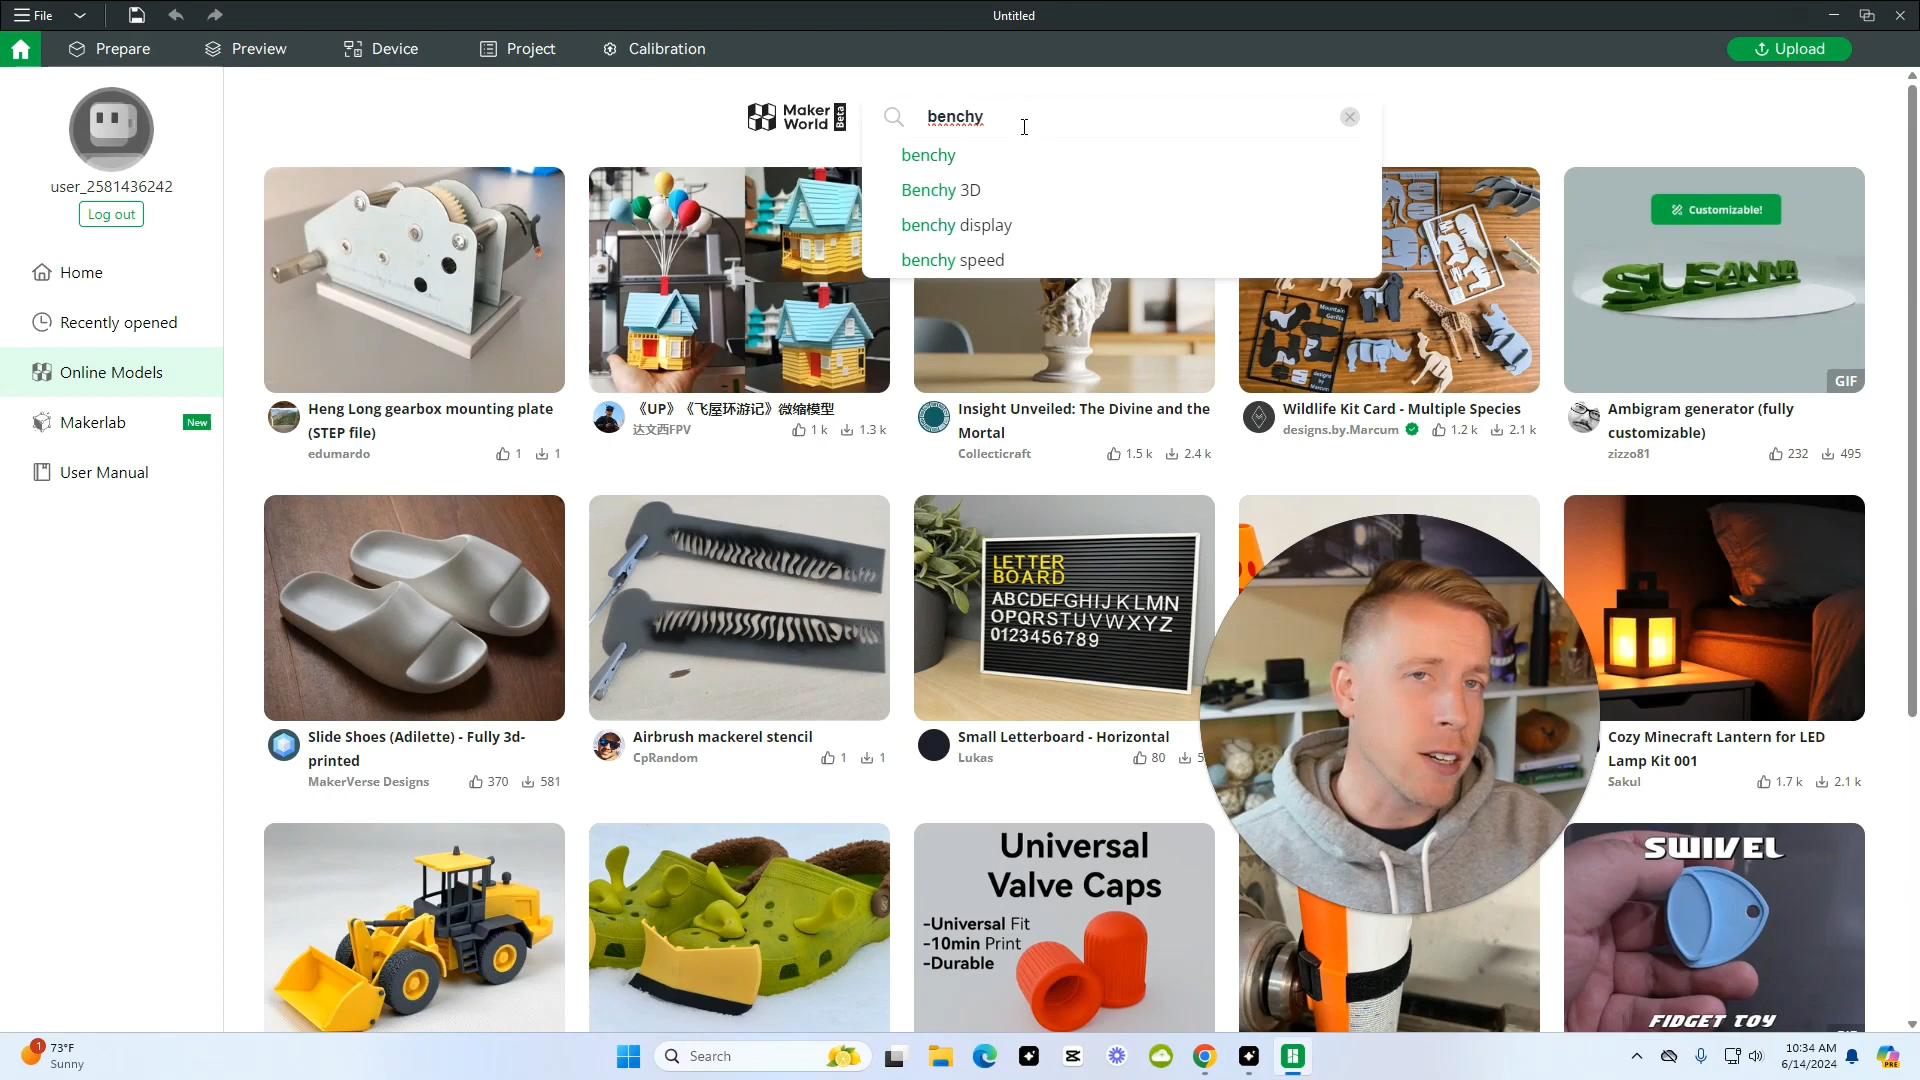 File
Untitled
Prepare
Preview
Device
Project
Calibration
Upload
user_2581436242
Log out
Home
Recently opened
Online Models
Makerlab
New
User Manual
Maker
World
Beta
benchy
benchy
Benchy 3D
benchy display
benchy speed
Mountain
Gorilla
designs
by
Marcum
Customizable!
SUSANNA
GIF
Heng Long gearbox mounting plate
(STEP file)
edumardo
1
1
《UP》《飞屋环游记》微缩模型
达文西FPV
1 k
1.3 k
Insight Unveiled: The Divine and the
Mortal
Collecticraft
1.5 k
2.4 k
Wildlife Kit Card - Multiple Species
designs.by.Marcum
1.2 k
2.1 k
Ambigram generator (fully
customizable)
zizzo81
232
495
LETTER
BOARD
ABCDEFGHIJKLMN
OPQRSTUVWXYZ
0123456789
Slide Shoes (Adilette) - Fully 3d-
printed
MakerVerse Designs
370
581
Airbrush mackerel stencil
CpRandom
1
1
Small Letterboard - Horizontal
Lukas
80
Cozy Minecraft Lantern for LED
Lamp Kit 001
Sakul
1.7 k
2.1 k
Universal
Valve Caps
-Universal Fit
-10min Print
-Durable
SWIVEL
FIDGET TOY
1
73°F
Sunny
Search
10:34 AM
6/14/2024
PRE